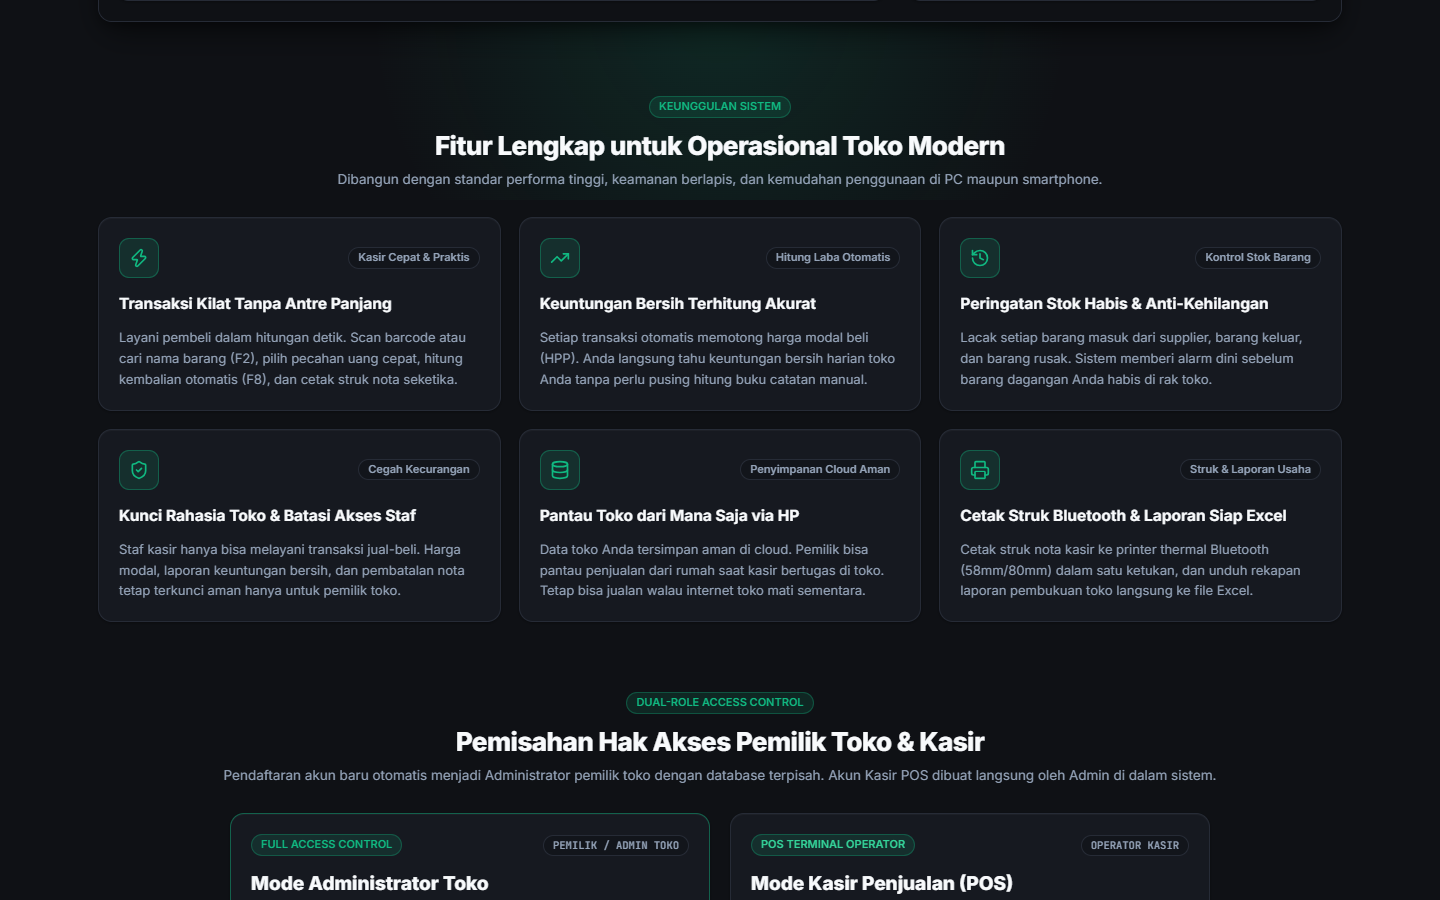 KEUNGGULAN SISTEM
Fitur Lengkap untuk Operasional Toko Modern
Dibangun dengan standar performa tinggi, keamanan berlapis, dan kemudahan penggunaan di PC maupun smartphone.
Kasir Cepat & Praktis
Transaksi Kilat Tanpa Antre Panjang
Layani pembeli dalam hitungan detik. Scan barcode atau
cari nama barang (F2), pilih pecahan uang cepat, hitung
kembalian otomatis (F8), dan cetak struk nota seketika.
Hitung Laba Otomatis
Keuntungan Bersih Terhitung Akurat
Setiap transaksi otomatis memotong harga modal beli
(HPP). Anda langsung tahu keuntungan bersih harian toko
Anda tanpa perlu pusing hitung buku catatan manual.
Kontrol Stok Barang
Peringatan Stok Habis & Anti-Kehilangan
Lacak setiap barang masuk dari supplier, barang keluar,
dan barang rusak. Sistem memberi alarm dini sebelum
barang dagangan Anda habis di rak toko.
Cegah Kecurangan
Kunci Rahasia Toko & Batasi Akses Staf
Staf kasir hanya bisa melayani transaksi jual-beli. Harga
modal, laporan keuntungan bersih, dan pembatalan nota
tetap terkunci aman hanya untuk pemilik toko.
Penyimpanan Cloud Aman
Pantau Toko dari Mana Saja via HP
Data toko Anda tersimpan aman di cloud. Pemilik bisa
pantau penjualan dari rumah saat kasir bertugas di toko.
Tetap bisa jualan walau internet toko mati sementara.
Struk & Laporan Usaha
Cetak Struk Bluetooth & Laporan Siap Excel
Cetak struk nota kasir ke printer thermal Bluetooth
(58mm/80mm) dalam satu ketukan, dan unduh rekapan
laporan pembukuan toko langsung ke file Excel.
DUAL-ROLE ACCESS CONTROL
Pemisahan Hak Akses Pemilik Toko & Kasir
Pendaftaran akun baru otomatis menjadi Administrator pemilik toko dengan database terpisah. Akun Kasir POS dibuat langsung oleh Admin di dalam sistem.
FULL ACCESS CONTROL
PEMILIK / ADMIN TOKO
Mode Administrator Toko
POS TERMINAL OPERATOR
OPERATOR KASIR
Mode Kasir Penjualan (POS)